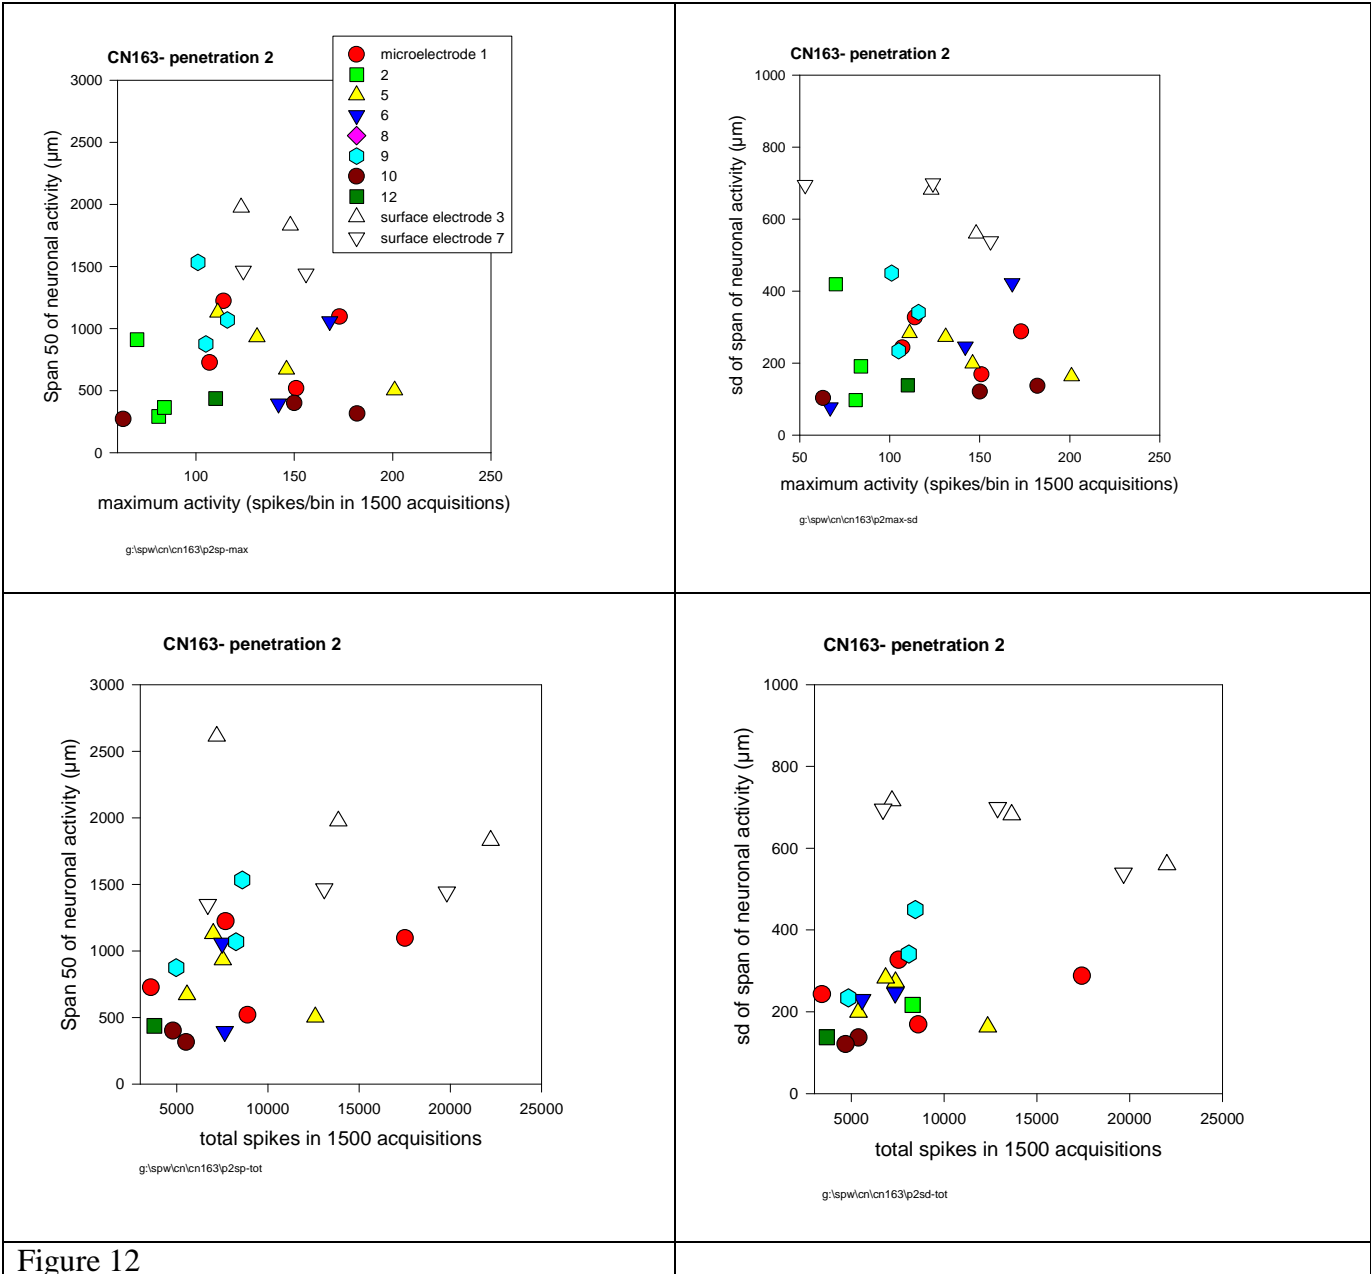 CN163- penetration 2
microelectrode 1
2
5
6
8
9
10
12
surface electrode 3
surface electrode 7
3000
2500
2000
1500
1000
500
0
Span 50 of neuronal activity (µm)
100
150
200
250
maximum activity (spikes/bin in 1500 acquisitions)
g:\spw\cn\cn163\p2sp-max
CN163- penetration 2
1000
800
600
400
200
0
sd of span of neuronal activity (µm)
50
100
150
200
250
maximum activity (spikes/bin in 1500 acquisitions)
g:\spw\cn\cn163\p2max-sd
CN163- penetration 2
3000
2500
2000
1500
1000
500
0
Span 50 of neuronal activity (µm)
5000
10000
15000
20000
25000
total spikes in 1500 acquisitions
g:\spw\cn\cn163\p2sp-tot
CN163- penetration 2
1000
800
600
400
200
0
sd of span of neuronal activity (µm)
5000
10000
15000
20000
25000
total spikes in 1500 acquisitions
g:\spw\cn\cn163\p2sd-tot
Figure 12